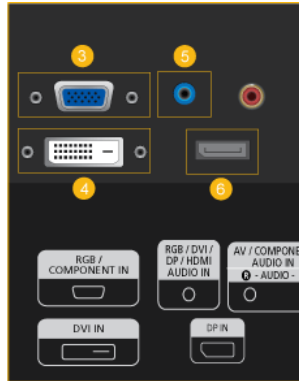 3
5
4
6
RGB /
COMPONENT IN
RGB / DVI /
DP / HDMI
AUDIO IN
AV / COMPONE
AUDIO IN
R - AUDIO -
DVI IN
DP IN